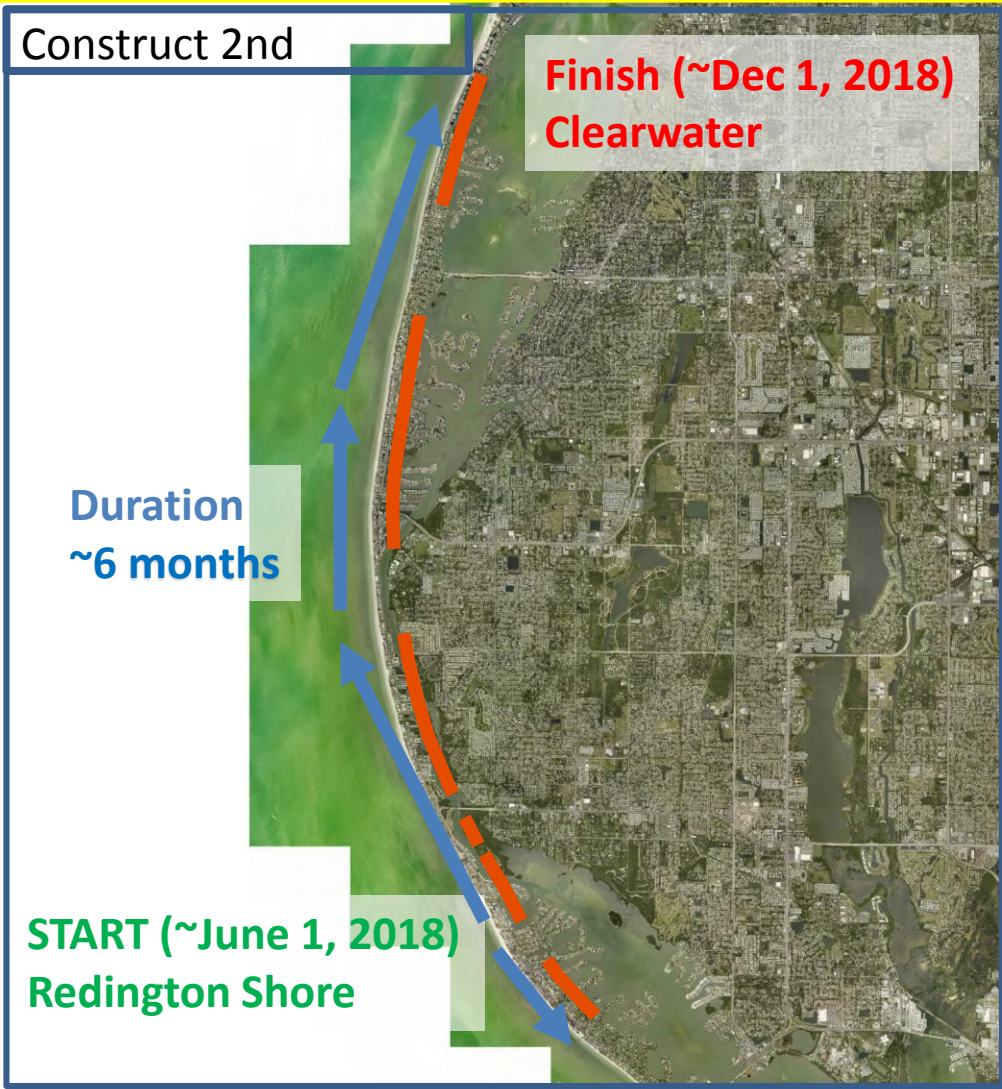 Construct 2nd
Finish (~Dec 1, 2018)
Clearwater
Duration
~6 months
START (~June 1, 2018)
Redington Shore